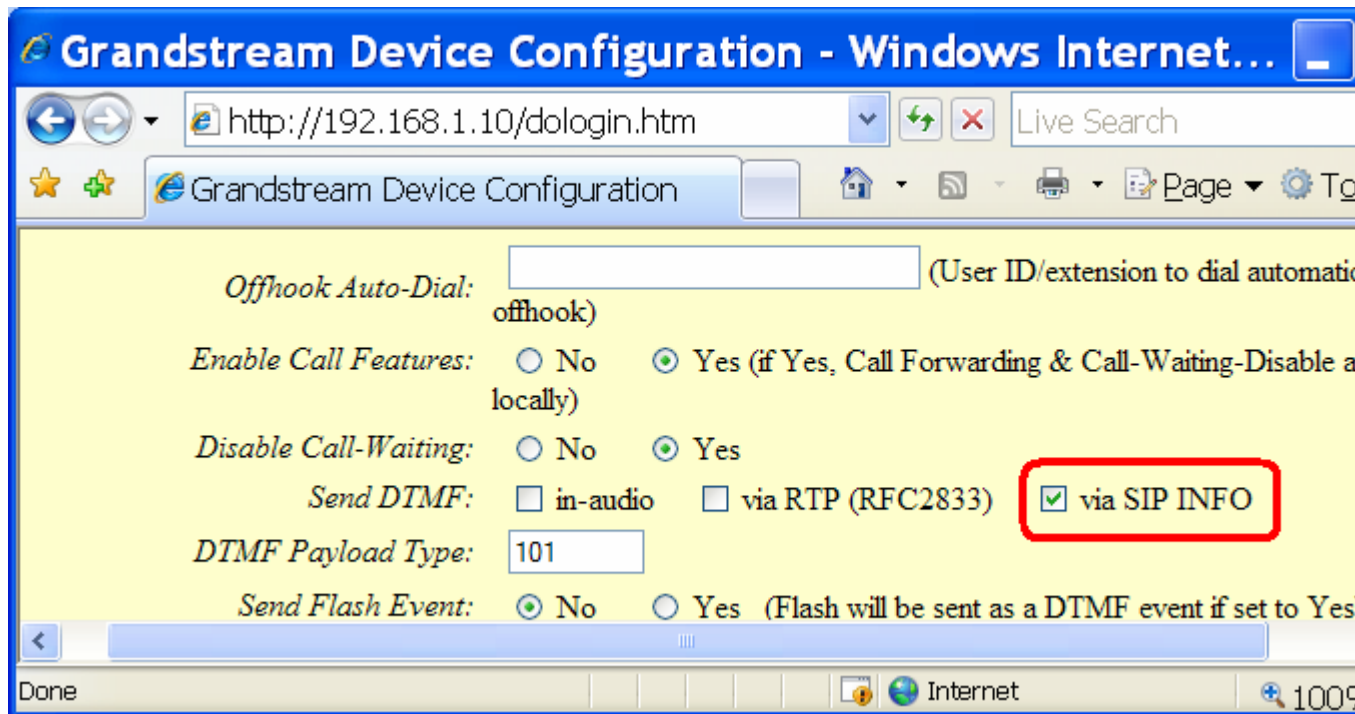 Grandstream Device Configuration - Windows Internet...
http://192.168.1.10/dologin.htm Live Search
Grandstream Device Configuration Page To
Offhook Auto-Dial: (User ID/extension to dial automatic
offhook)
Enable Call Features: No Yes (if Yes, Call Forwarding & Call-Waiting-Disable a
locally)
Disable Call-Waiting: No Yes
Send DTMF: in-audio via RTP (RFC2833) via SIP INFO
DTMF Payload Type: 101
Send Flash Event: No Yes (Flash will be sent as a DTMF event if set to Yes
Done Internet 100%